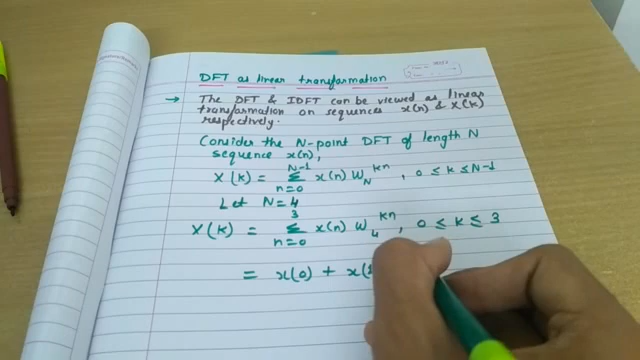 DFT as linear transformation
→ The DFT & IDFT can be viewed as linear
transformation on sequences x(n) & X(k)
respectively.
Consider the N-point DFT of length N
sequence x(n),
X(k) = N-1 Σ n=0 x(n) W_N^kn , 0 ≤ k ≤ N-1
Let N=4
X(k) = 3 Σ n=0 x(n) W_4^kn , 0 ≤ k ≤ 3
= x(0) + x(